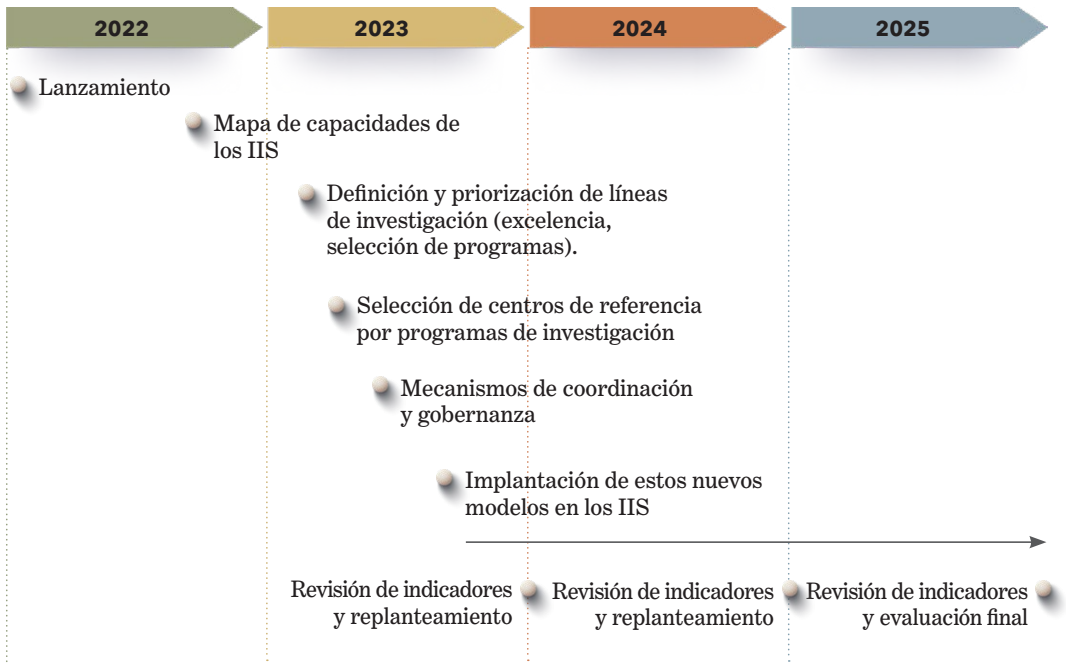 2022
2023
2024
2025
Lanzamiento
Mapa de capacidades de
los IIS
Definición y priorización de líneas
de investigación (excelencia,
selección de programas).
Selección de centros de referencia
por programas de investigación
Mecanismos de coordinación
y gobernanza
Implantación de estos nuevos
modelos en los IIS
Revisión de indicadores
y replanteamiento
Revisión de indicadores
y replanteamiento
Revisión de indicadores
y evaluación final